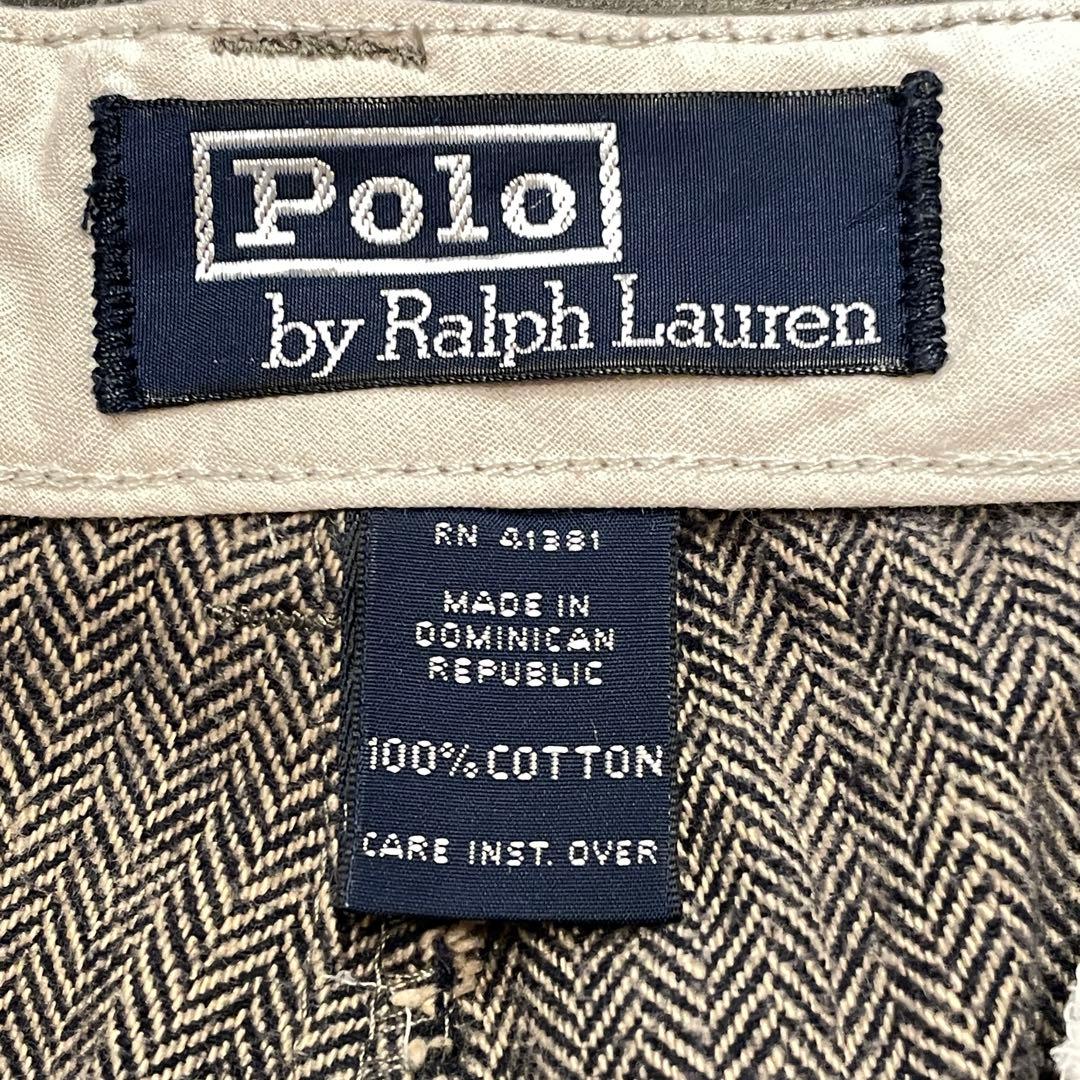 Polo
by Ralph Lauren
RN 41381
MADE IN
DOMINICAN
REPUBLIC
100% COTTON
CARE INST. OVER